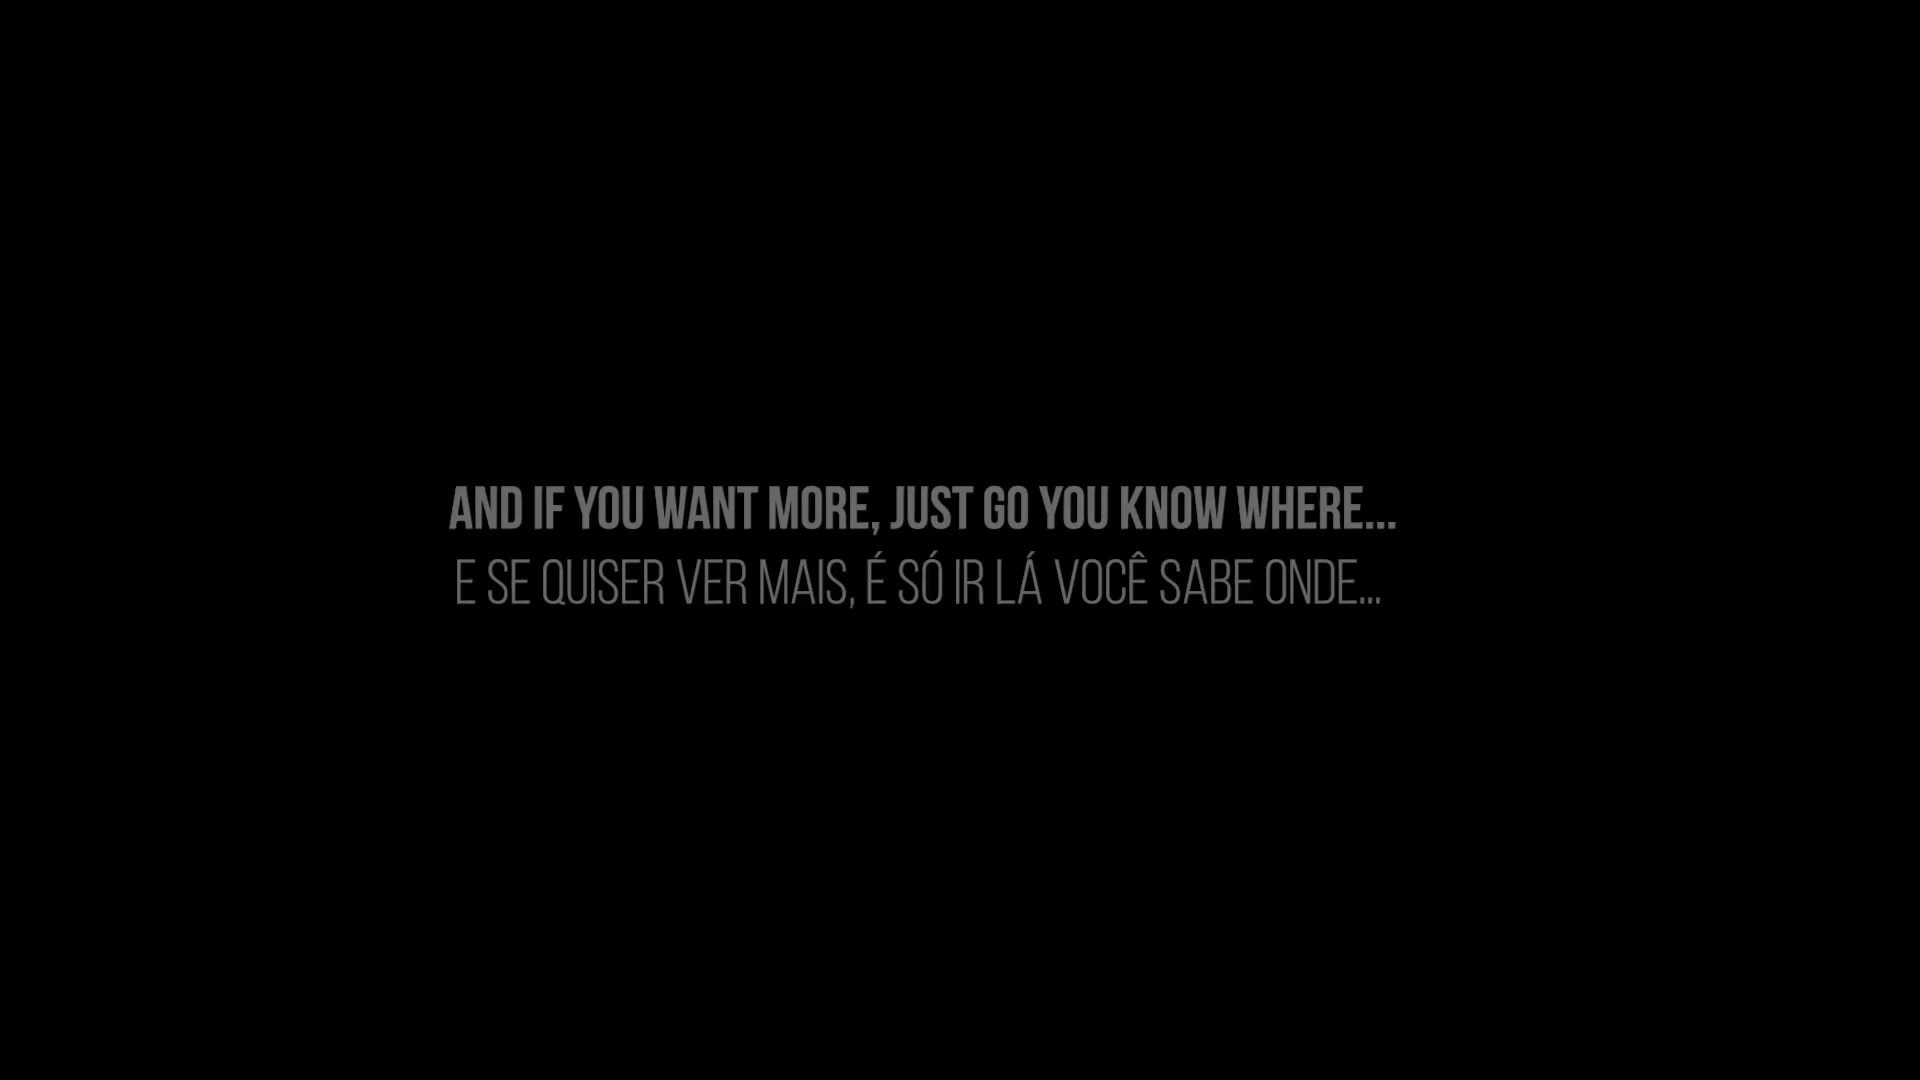 AND IF YOU WANT MORE, JUST GO YOU KNOW WHERE...
E SE QUISER VER MAIS, É SÓ IR LÁ VOCÊ SABE ONDE...